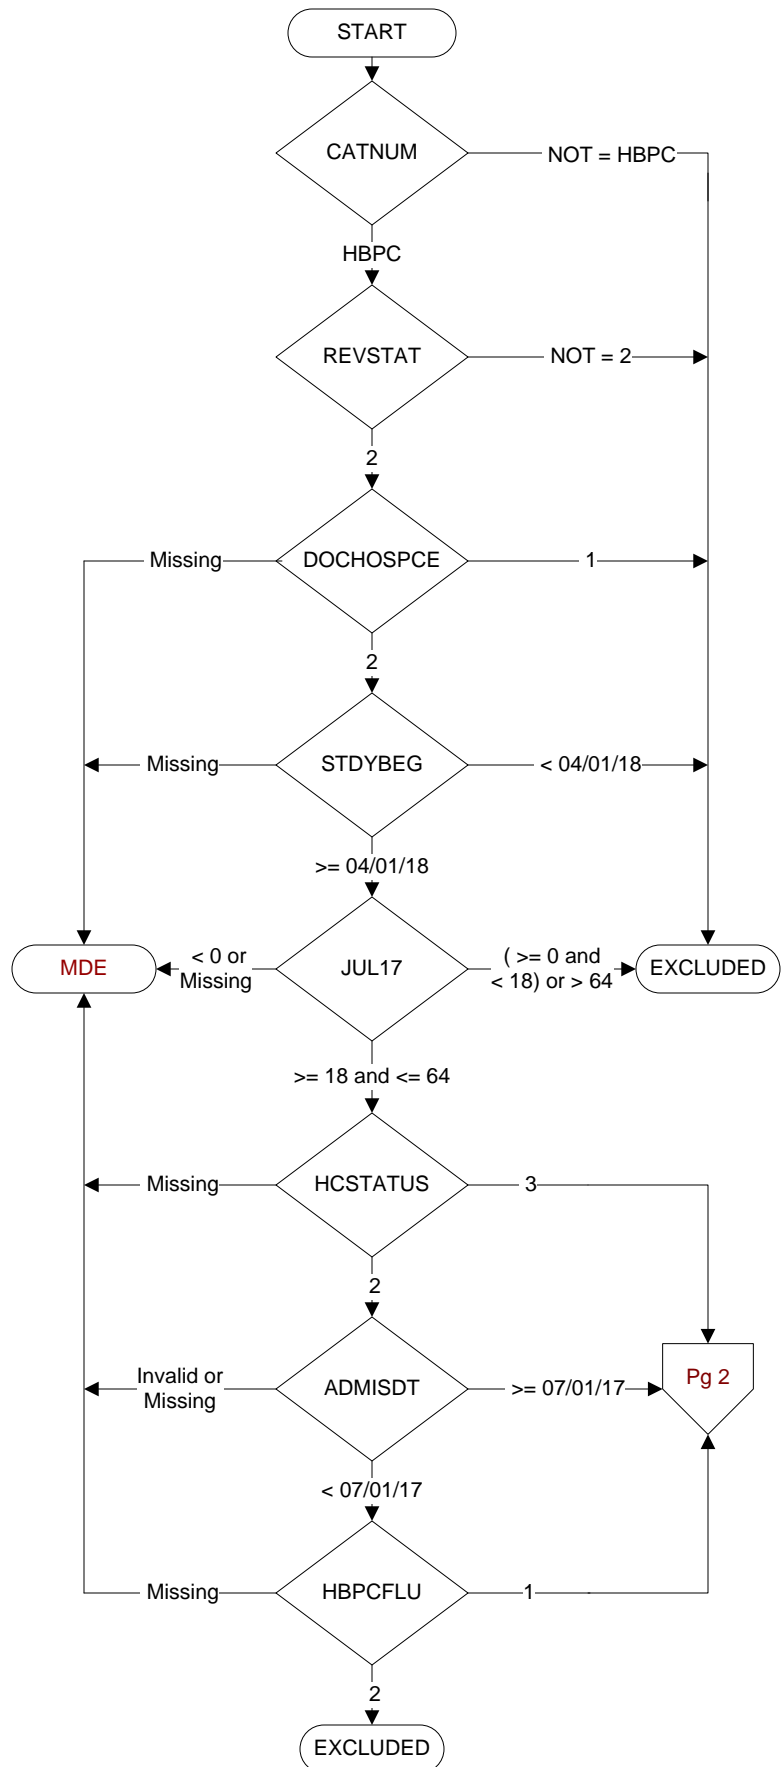 START
CATNUM
NOT = HBPC
HBPC
REVSTAT
NOT = 2
2
Missing
DOCHOSPCE
1
2
Missing
STDYBEG
< 04/01/18
>= 04/01/18
MDE
< 0 or
Missing
JUL17
( >= 0 and
< 18) or > 64
EXCLUDED
>= 18 and <= 64
Missing
HCSTATUS
3
2
Invalid or
Missing
ADMISDT
>= 07/01/17
Pg 2
< 07/01/17
Missing
HBPCFLU
1
2
EXCLUDED